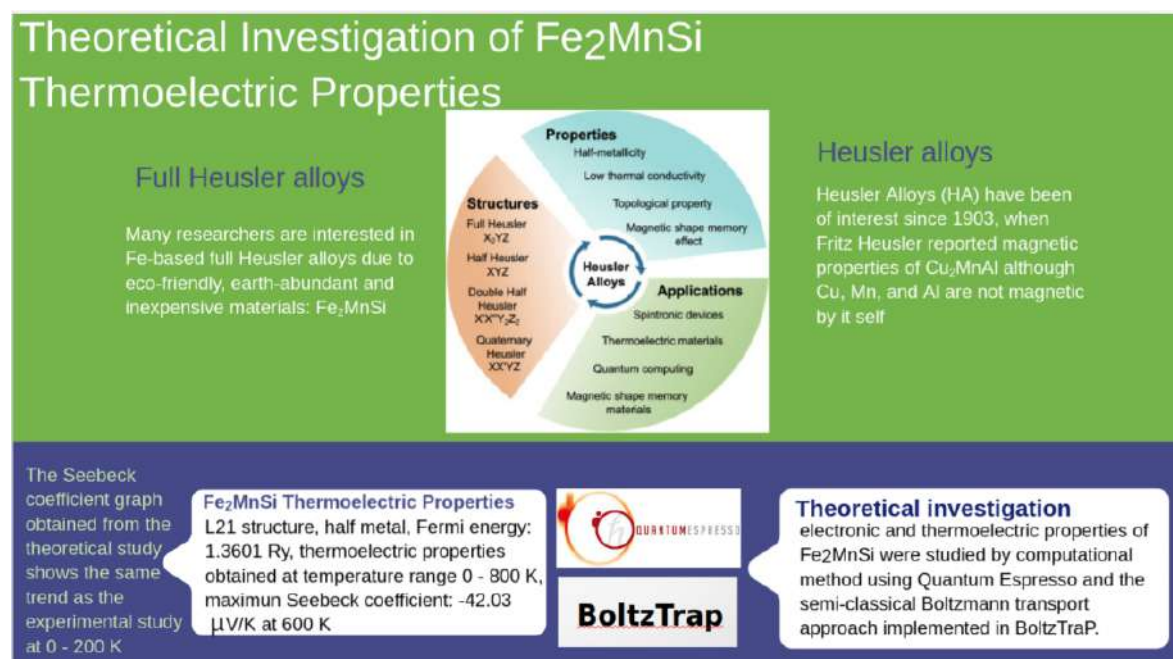 Theoretical Investigation of Fe₂MnSi
Thermoelectric Properties
Full Heusler alloys
Many researchers are interested in
Fe-based full Heusler alloys due to
eco-friendly, earth-abundant and
inexpensive materials: Fe₂MnSi
Properties
Half-metallicity
Low thermal conductivity
Topological property
Magnetic shape memory
effect
Structures
Full Heusler
X₂YZ
Half Heusler
XYZ
Double Half
Heusler
X'X''Y₂Z₂
Quaternary
Heusler
XX'YZ
Heusler
Alloys
Applications
Spintronic devices
Thermoelectric materials
Quantum computing
Magnetic shape memory
materials
Heusler alloys
Heusler Alloys (HA) have been
of interest since 1903, when
Fritz Heusler reported magnetic
properties of Cu₂MnAl although
Cu, Mn, and Al are not magnetic
by it self
The Seebeck
coefficient graph
obtained from the
theoretical study
shows the same
trend as the
experimental study
at 0 - 200 K
Fe₂MnSi Thermoelectric Properties
L21 structure, half metal, Fermi energy:
1.3601 Ry, thermoelectric properties
obtained at temperature range 0 - 800 K,
maximun Seebeck coefficient: -42.03
µV/K at 600 K
ħ QUANTUMESPRESSO
BoltzTrap
Theoretical investigation
electronic and thermoelectric properties of
Fe2MnSi were studied by computational
method using Quantum Espresso and the
semi-classical Boltzmann transport
approach implemented in BoltzTraP.